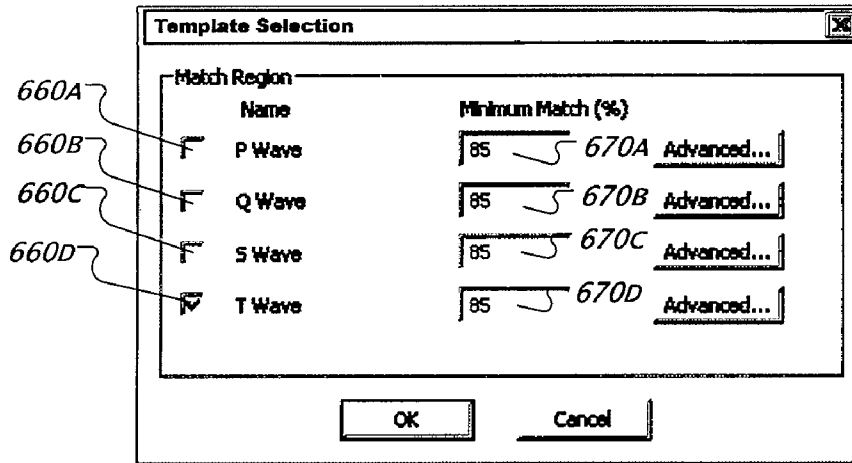 Template Selection
Match Region
Name Minimum Match (%)
660A P Wave 85 670A Advanced...
660B Q Wave 85 670B Advanced...
660C S Wave 85 670C Advanced...
660D T Wave 85 670D Advanced...
OK Cancel